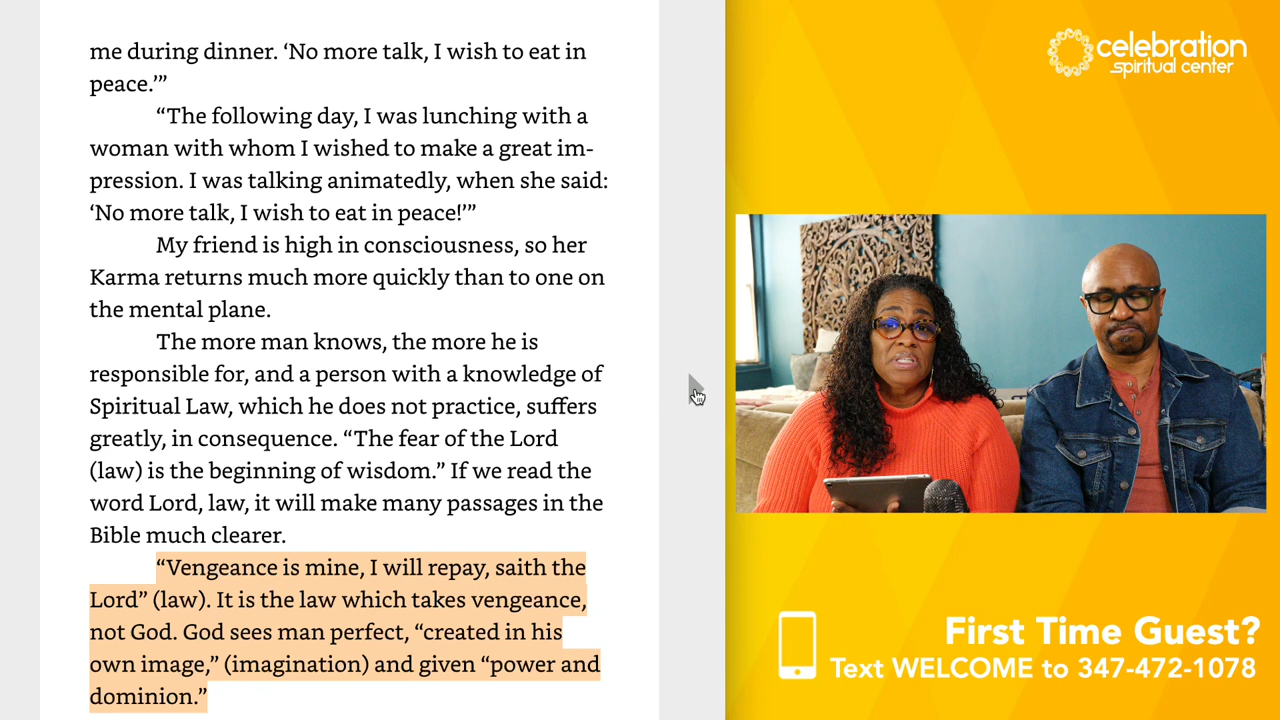 me during dinner. ‘No more talk, I wish to eat in
peace.’”
“The following day, I was lunching with a
woman with whom I wished to make a great im-
pression. I was talking animatedly, when she said:
‘No more talk, I wish to eat in peace!’”
My friend is high in consciousness, so her
Karma returns much more quickly than to one on
the mental plane.
The more man knows, the more he is
responsible for, and a person with a knowledge of
Spiritual Law, which he does not practice, suffers
greatly, in consequence. “The fear of the Lord
(law) is the beginning of wisdom.” If we read the
word Lord, law, it will make many passages in the
Bible much clearer.
“Vengeance is mine, I will repay, saith the
Lord” (law). It is the law which takes vengeance,
not God. God sees man perfect, “created in his
own image,” (imagination) and given “power and
dominion.”
celebration
spiritual center
First Time Guest?
Text WELCOME to 347-472-1078